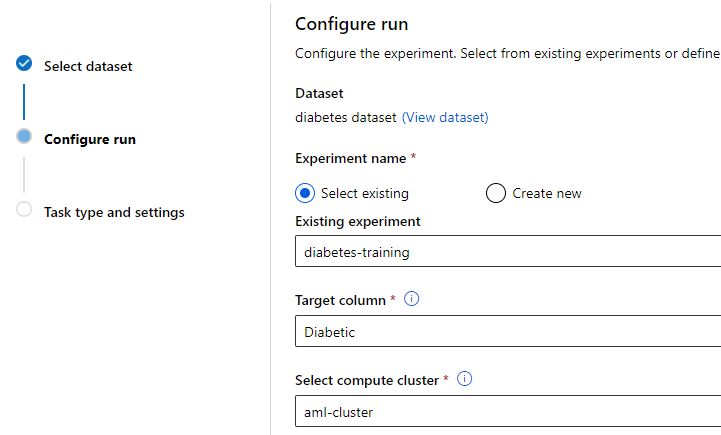 Select dataset
Configure run
Task type and settings
Configure run
Configure the experiment. Select from existing experiments or define
Dataset
diabetes dataset (View dataset)
Experiment name *
Select existing Create new
Existing experiment
diabetes-training
Target column *
Diabetic
Select compute cluster *
aml-cluster